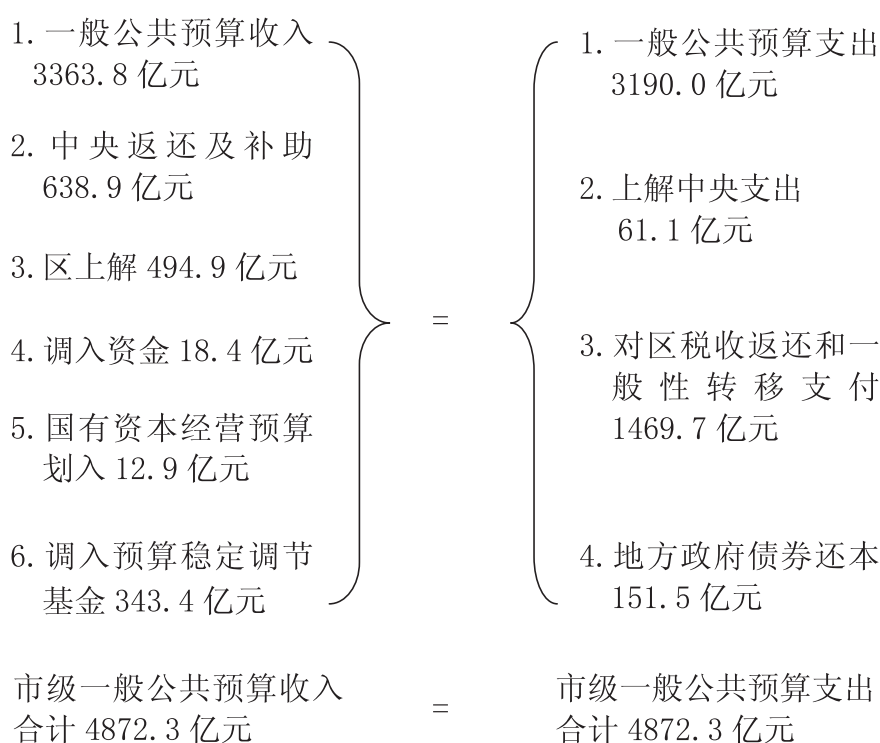 1. 一般公共预算收入
3363.8 亿元
2. 中央返还及补助
638.9 亿元
3. 区上解 494.9 亿元
4. 调入资金 18.4 亿元
5. 国有资本经营预算
划入 12.9 亿元
6. 调入预算稳定调节
基金 343.4 亿元
=
1. 一般公共预算支出
3190.0 亿元
2. 上解中央支出
61.1 亿元
3. 对区税收返还和一
般性转移支付
1469.7 亿元
4. 地方政府债券还本
151.5 亿元
市级一般公共预算收入
合计 4872.3 亿元
=
市级一般公共预算支出
合计 4872.3 亿元